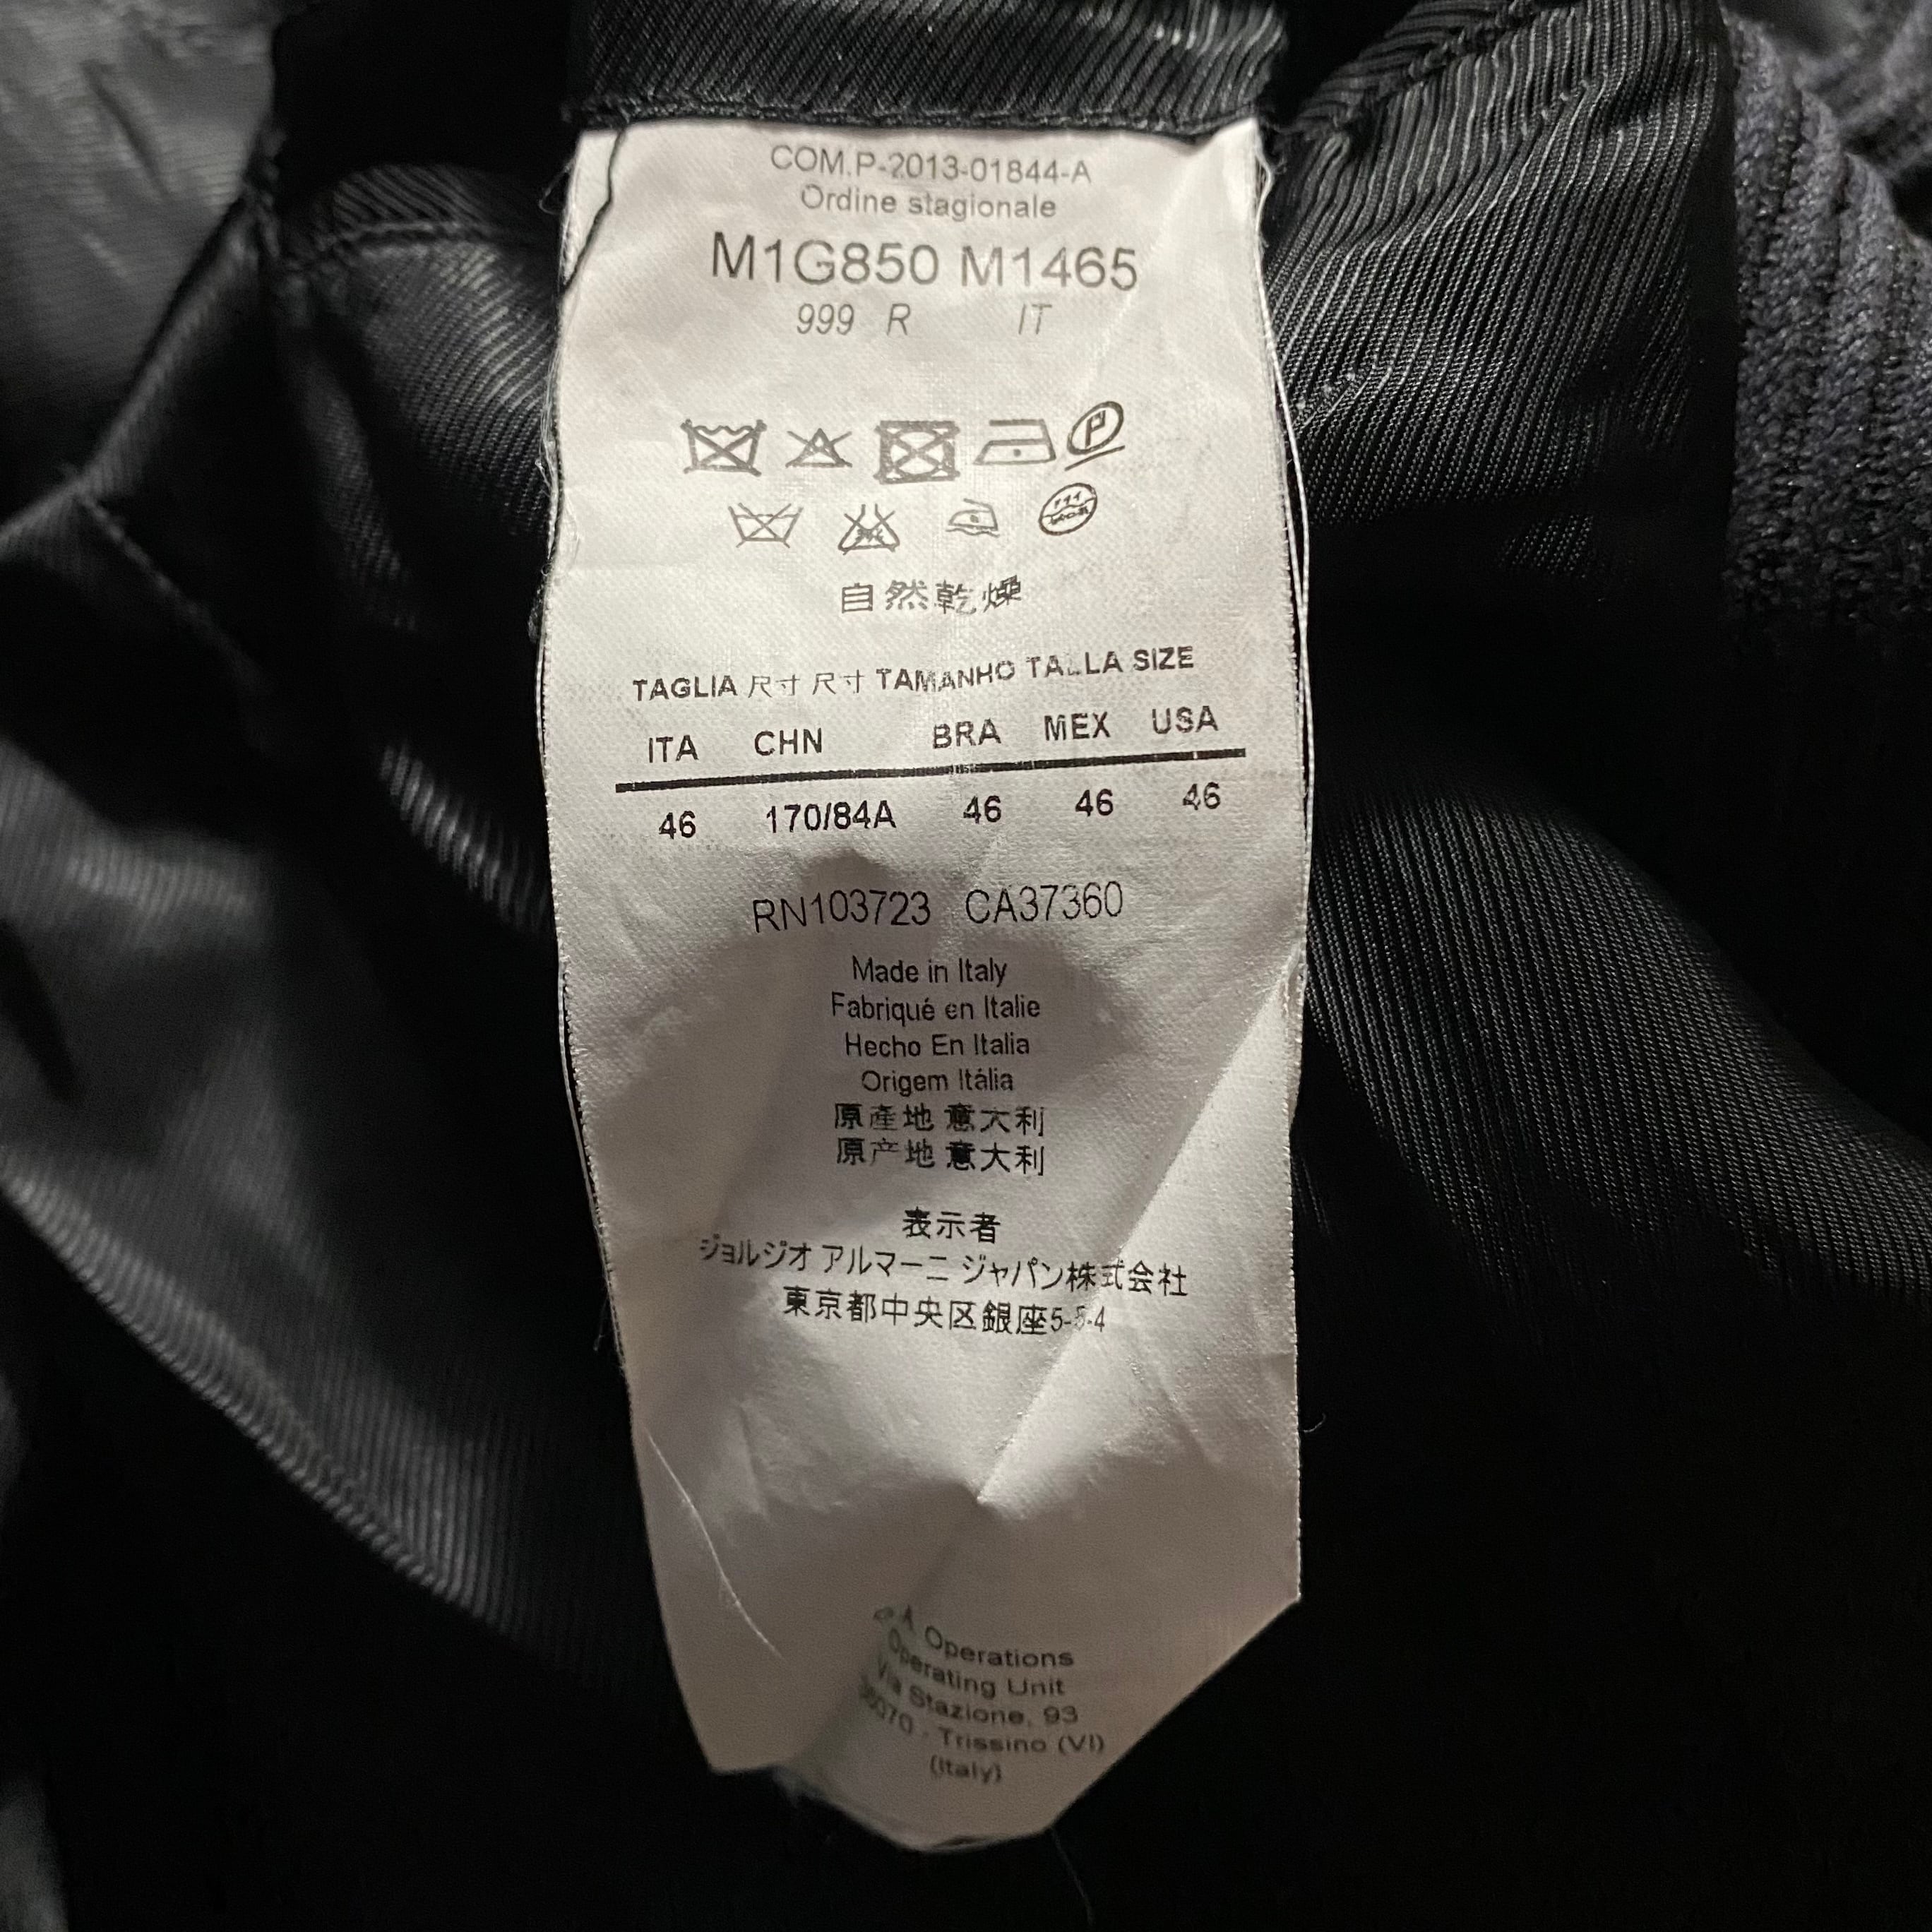 COM.P-2013-01844-A
Ordine stagionale
M1G850 M1465
999 R IT
P
自然乾燥
TAGLIA 尺寸 尺寸 TAMANHO TALLA SIZE
ITA CHN BRA MEX USA
46 170/84A 46 46 46
RN103723 CA37360
Made in Italy
Fabriqué en Italie
Hecho En Italia
Origem Itália
原產地 意大利
原产地 意大利
表示者
ジョルジオ アルマーニ ジャパン株式会社
東京都中央区銀座5-5-4
Operations
Operating Unit
Via Stazione, 93
36070 - Trissino (VI)
(Italy)